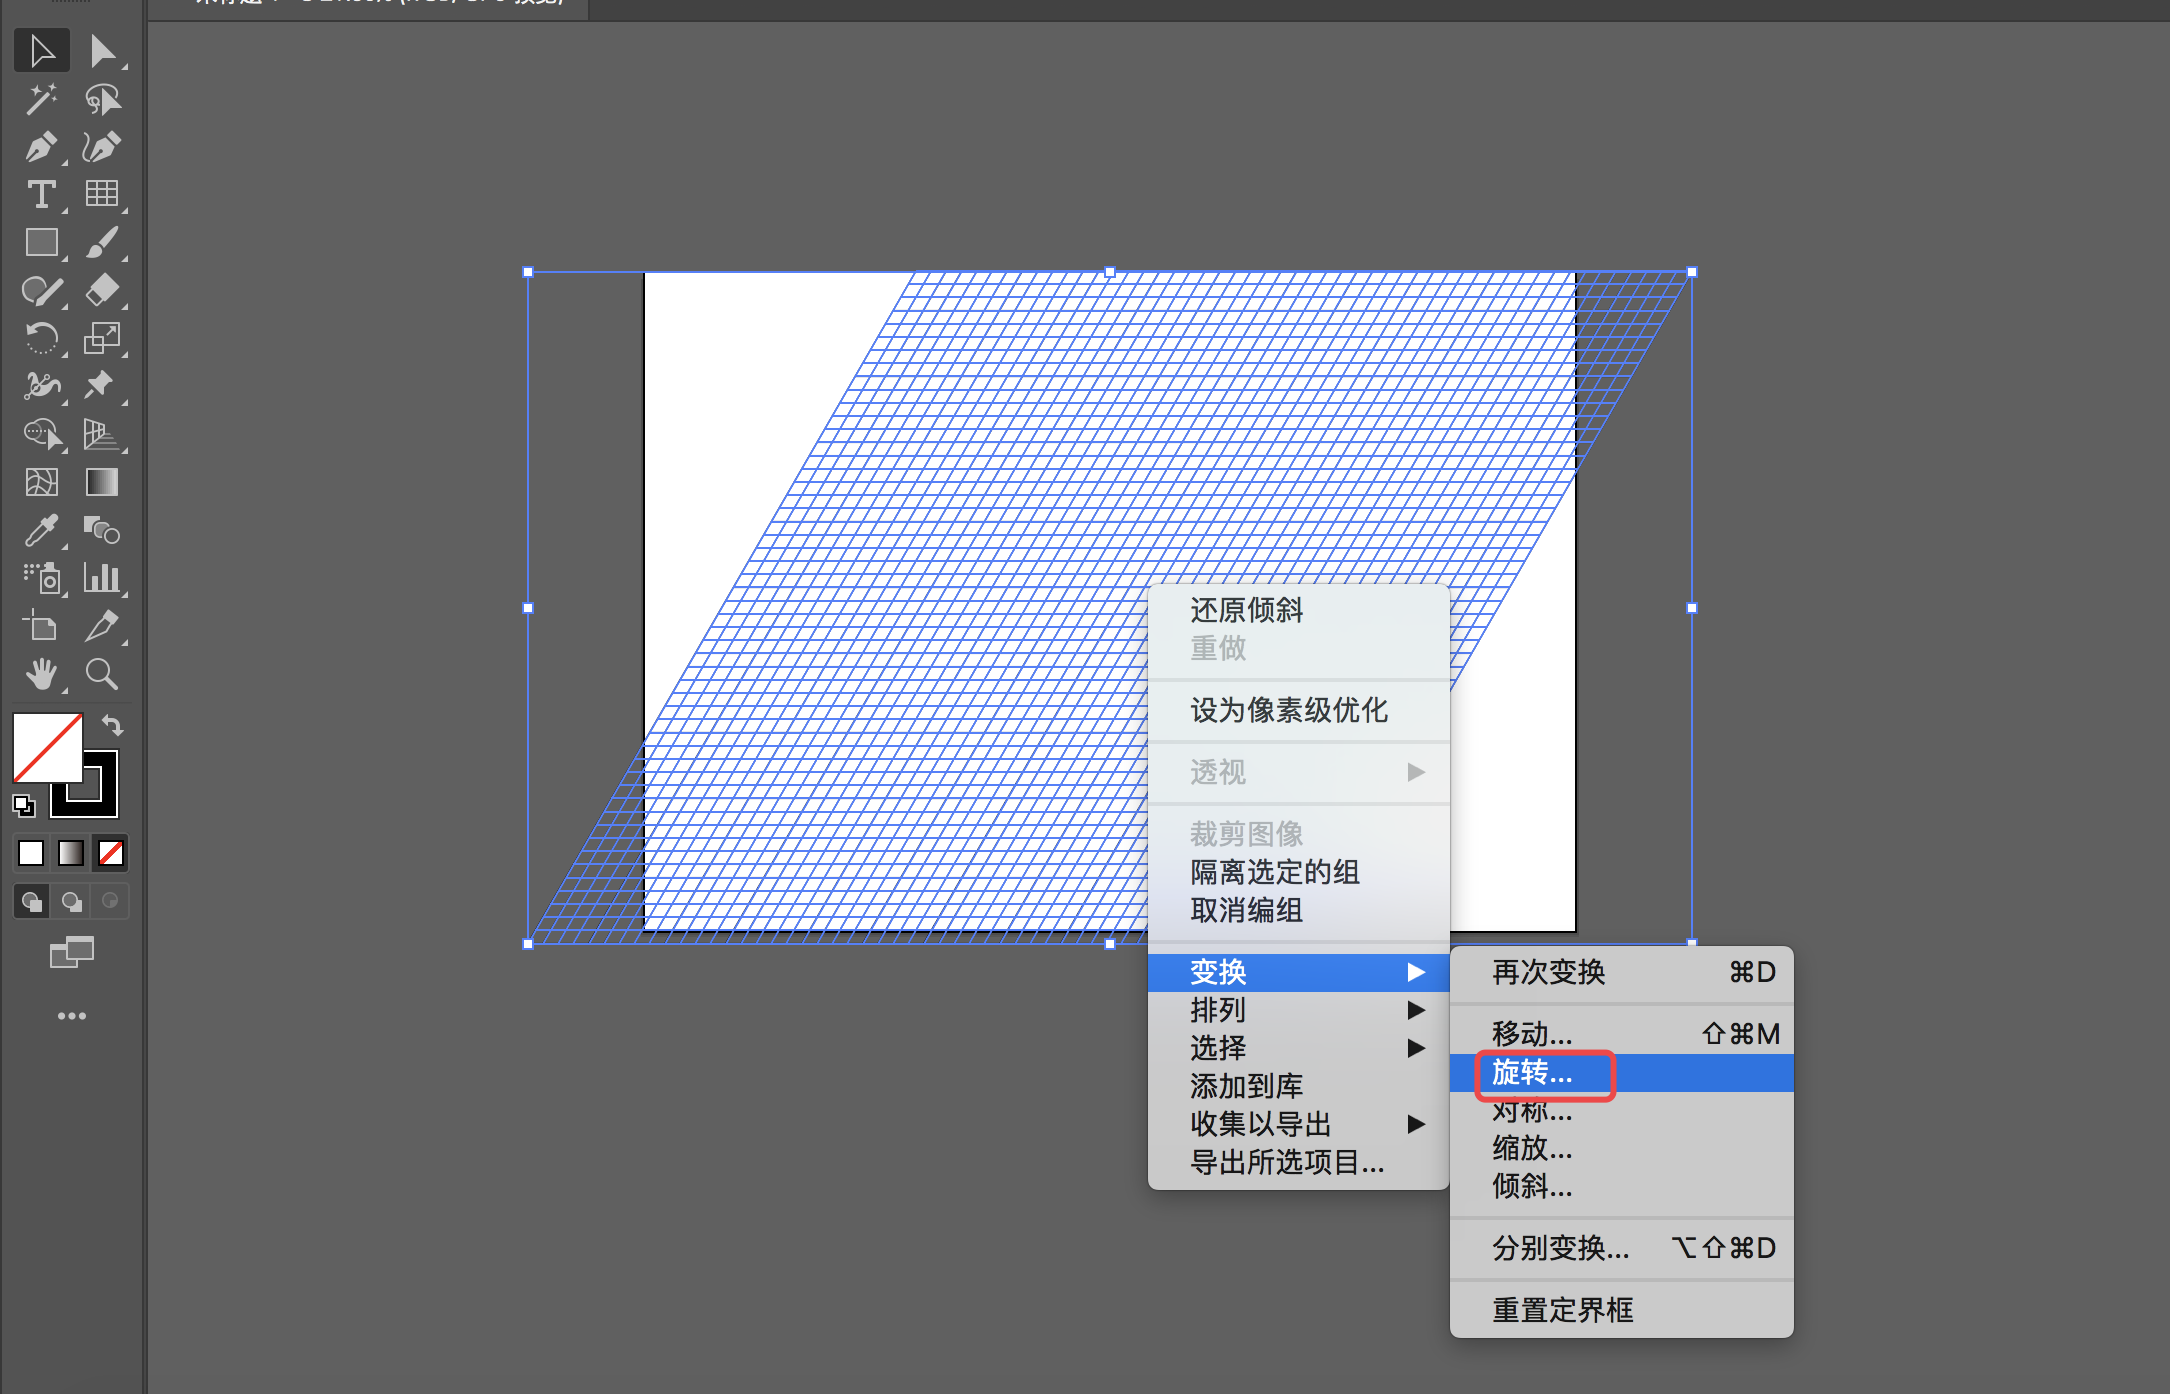 还原倾斜
重做
设为像素级优化
透视
裁剪图像
隔离选定的组
取消编组
变换
排列
选择
添加到库
收集以导出
导出所选项目...
再次变换 ⌘D
移动... ⇧⌘M
旋转...
对称...
缩放...
倾斜...
分别变换... ⌥⇧⌘D
重置定界框